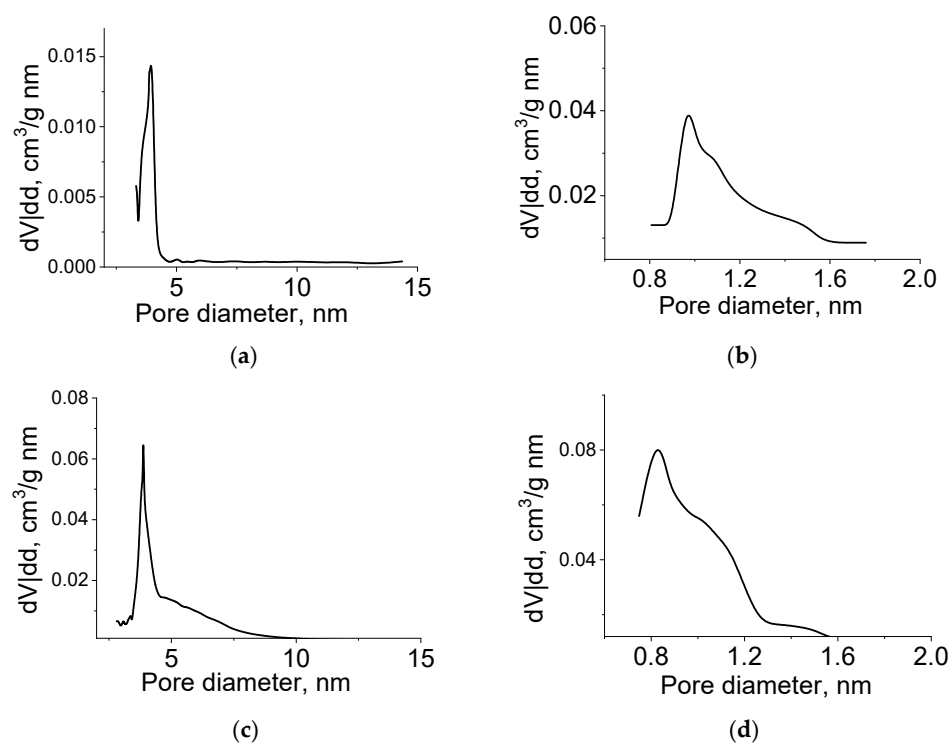 0.015
0.010
0.005
0.000
dV|dd, cm³/g nm
5
10
15
Pore diameter, nm
(a)
0.06
0.04
0.02
dV|dd, cm³/g nm
0.8
1.2
1.6
2.0
Pore diameter, nm
(b)
0.08
0.06
0.04
0.02
dV|dd, cm³/g nm
5
10
15
Pore diameter, nm
(c)
0.08
0.04
dV|dd, cm³/g nm
0.8
1.2
1.6
2.0
Pore diameter, nm
(d)